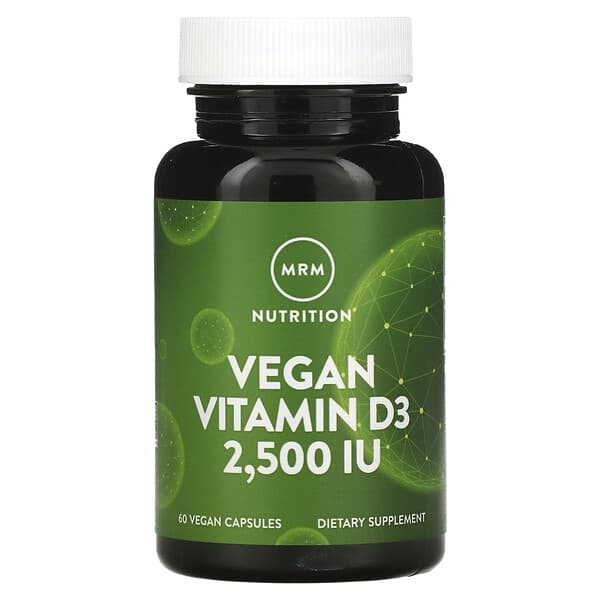 MRM
NUTRITION®
VEGAN
VITAMIN D3
2,500 IU
60 VEGAN CAPSULES DIETARY SUPPLEMENT